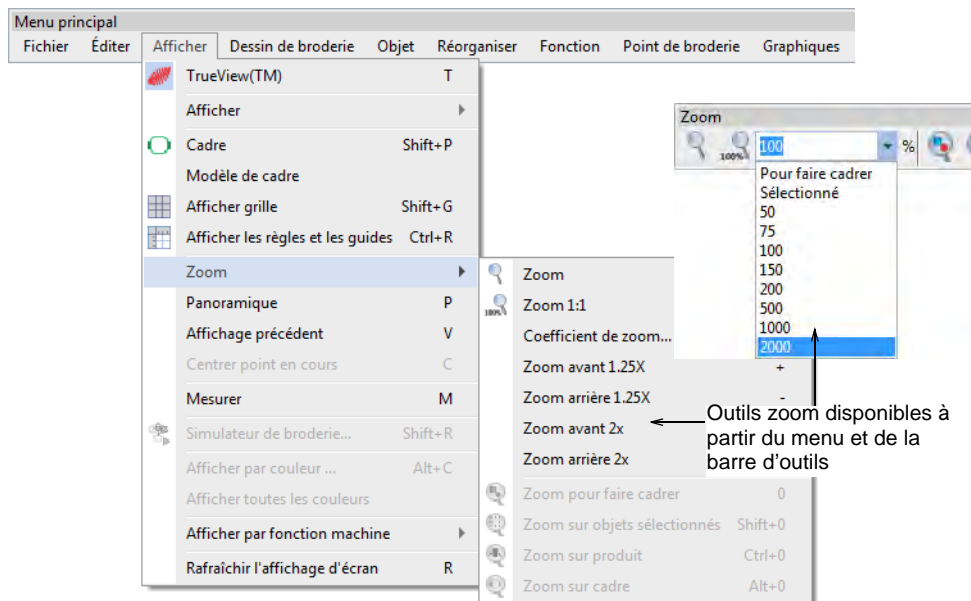 Menu principal
Fichier Éditer Afficher Dessin de broderie Objet Réorganiser Fonction Point de broderie Graphiques
TrueView(TM) T
Afficher
Cadre Shift+P
Modèle de cadre
Afficher grille Shift+G
Afficher les règles et les guides Ctrl+R
Zoom
Panoramique P
Affichage précédent V
Centrer point en cours C
Mesurer M
Simulateur de broderie... Shift+R
Afficher par couleur ... Alt+C
Afficher toutes les couleurs
Afficher par fonction machine
Rafraîchir l'affichage d'écran R
Zoom
100%
Zoom 1:1
Coefficient de zoom...
Zoom avant 1.25X +
Zoom arrière 1.25X -
Zoom avant 2x
Zoom arrière 2x
Zoom pour faire cadrer 0
Zoom sur objets sélectionnés Shift+0
Zoom sur produit Ctrl+0
Zoom sur cadre Alt+0
Zoom
100% 100 %
Pour faire cadrer
Sélectionné
50
75
100
150
200
500
1000
2000
Outils zoom disponibles à
partir du menu et de la
barre d'outils